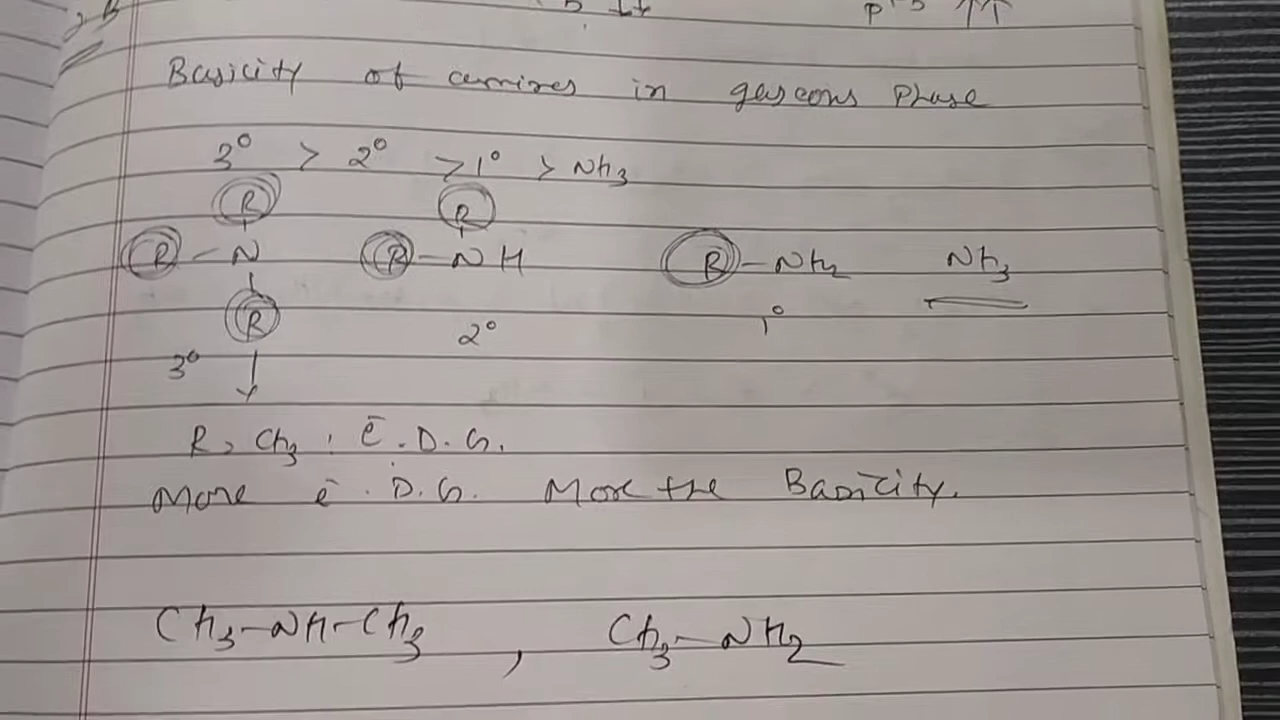 Basicity of amines in gaseous Phase
3° > 2° > 1° > NH3
R R
R - N R - NH R - NH2 NH3
R 2° 1°
3°
R, CH3 : ē.D.G.
More ē.D.G. More the Basicity.
CH3-NH-CH3 , CH3-NH2